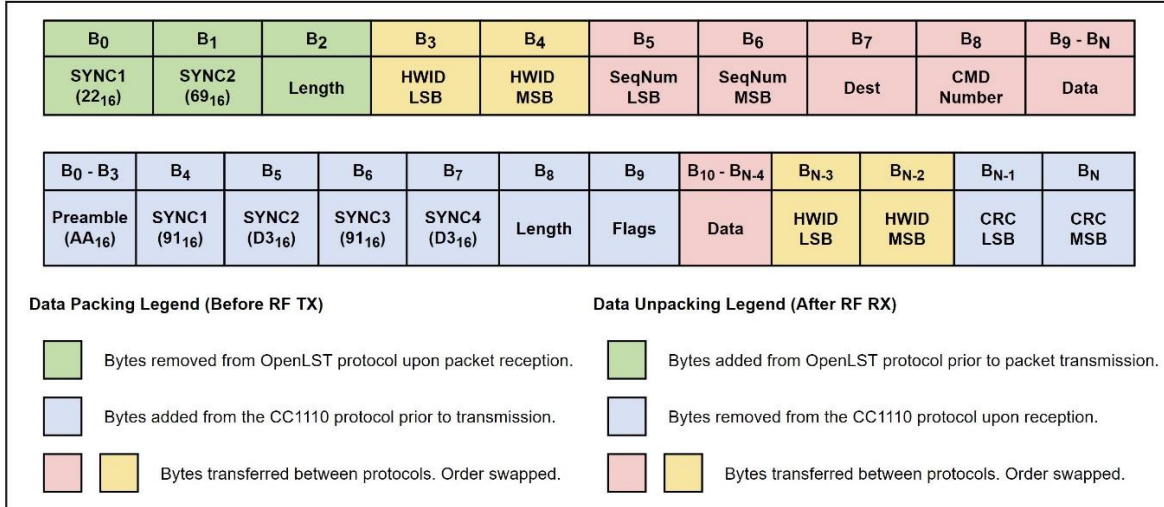 B₀ B₁ B₂ B₃ B₄ B₅ B₆ B₇ B₈ B₉ - B_N
SYNC1 (22₁₆) SYNC2 (69₁₆) Length HWID LSB HWID MSB SeqNum LSB SeqNum MSB Dest CMD Number Data
B₀ - B₃ B₄ B₅ B₆ B₇ B₈ B₉ B₁₀ - B_N-4 B_N-3 B_N-2 B_N-1 B_N
Preamble (AA₁₆) SYNC1 (91₁₆) SYNC2 (D3₁₆) SYNC3 (91₁₆) SYNC4 (D3₁₆) Length Flags Data HWID LSB HWID MSB CRC LSB CRC MSB
Data Packing Legend (Before RF TX)
Bytes removed from OpenLST protocol upon packet reception.
Bytes added from the CC1110 protocol prior to transmission.
Bytes transferred between protocols. Order swapped.
Data Unpacking Legend (After RF RX)
Bytes added from OpenLST protocol prior to packet transmission.
Bytes removed from the CC1110 protocol upon reception.
Bytes transferred between protocols. Order swapped.